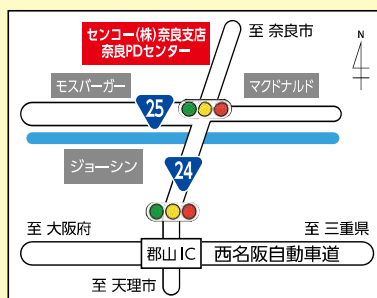 センコー(株)奈良支店
奈良PDセンター
至 奈良市
N
モスバーガー
マクドナルド
25
ジョーシン
24
至 大阪府
至 三重県
郡山IC
西名阪自動車道
至 天理市